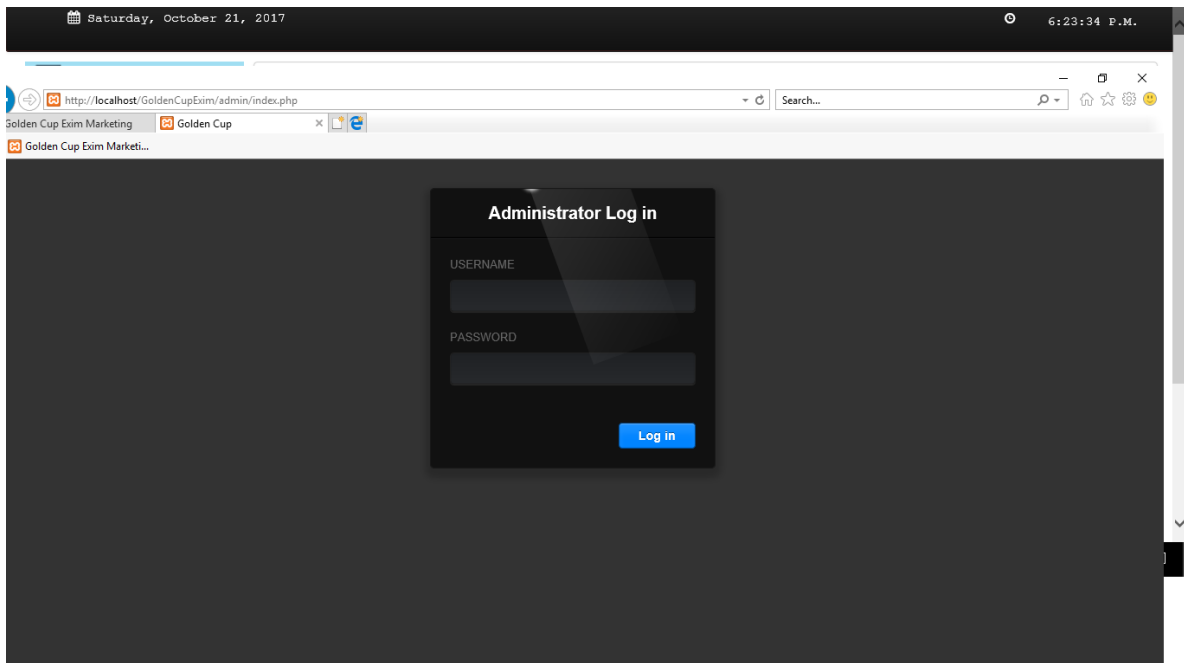 Saturday, October 21, 2017 6:23:34 P.M.
http://localhost/GoldenCupExim/admin/index.php Search...
Golden Cup Exim Marketing Golden Cup
Golden Cup Exim Marketi...
Administrator Log in
USERNAME
PASSWORD
Log in